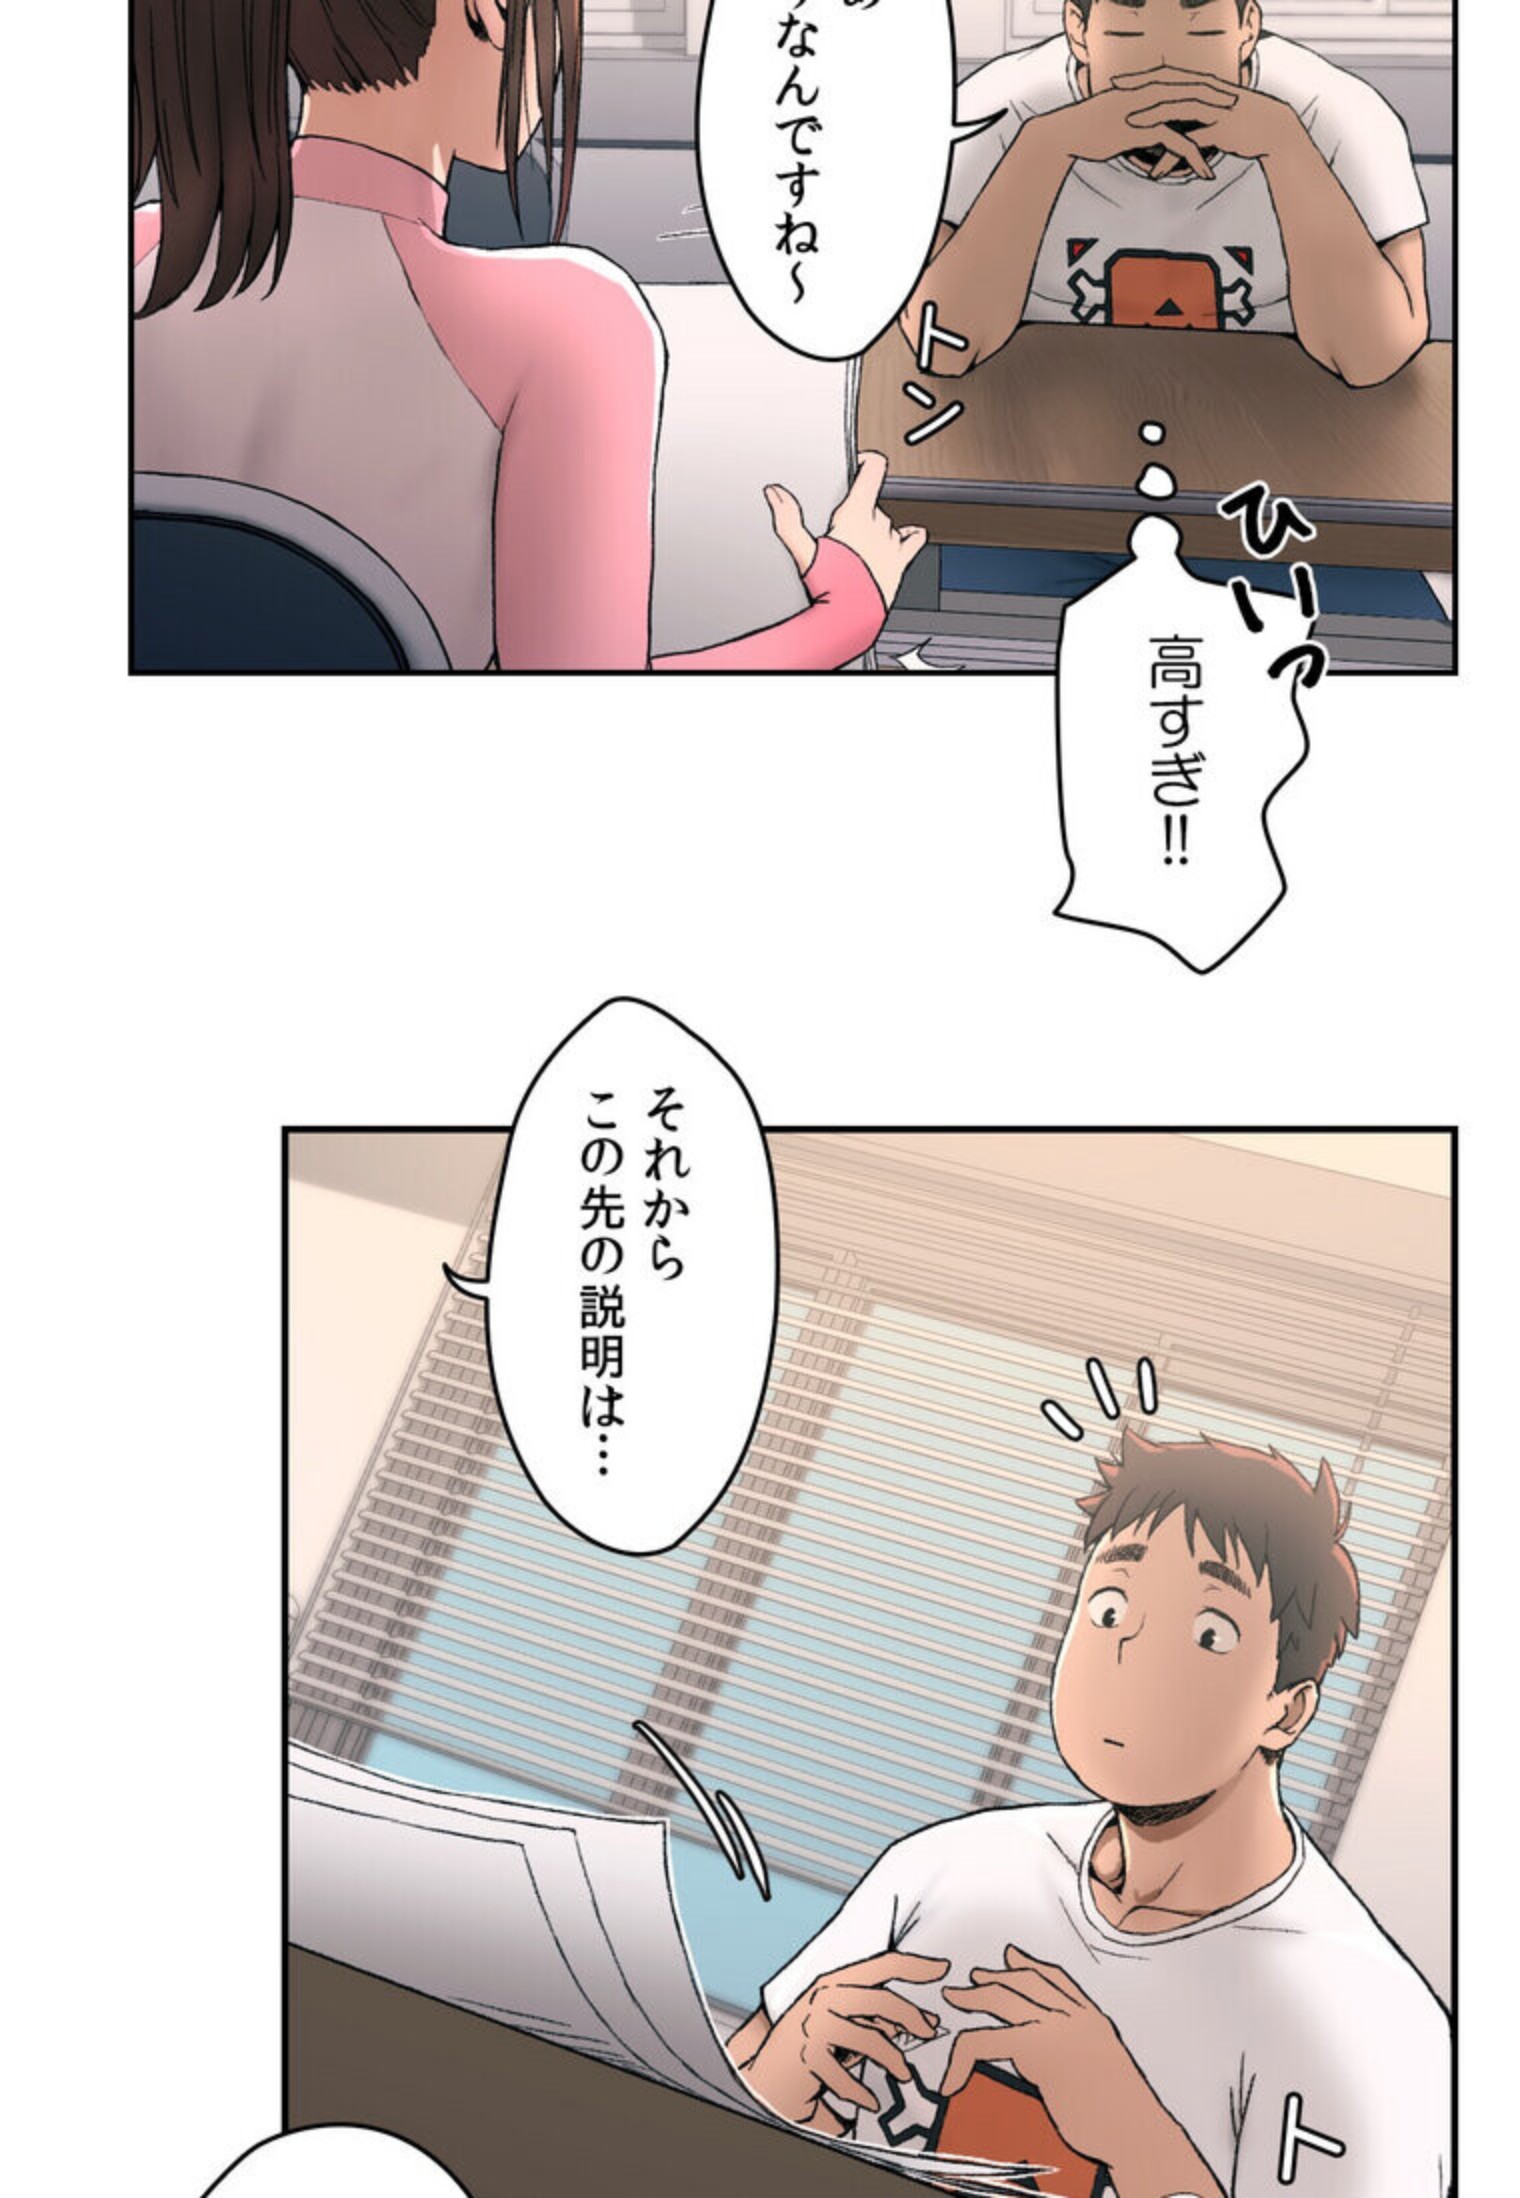 なんですね～
トン
ひいっ
高すぎ!!
それから
この先の説明は…
ト